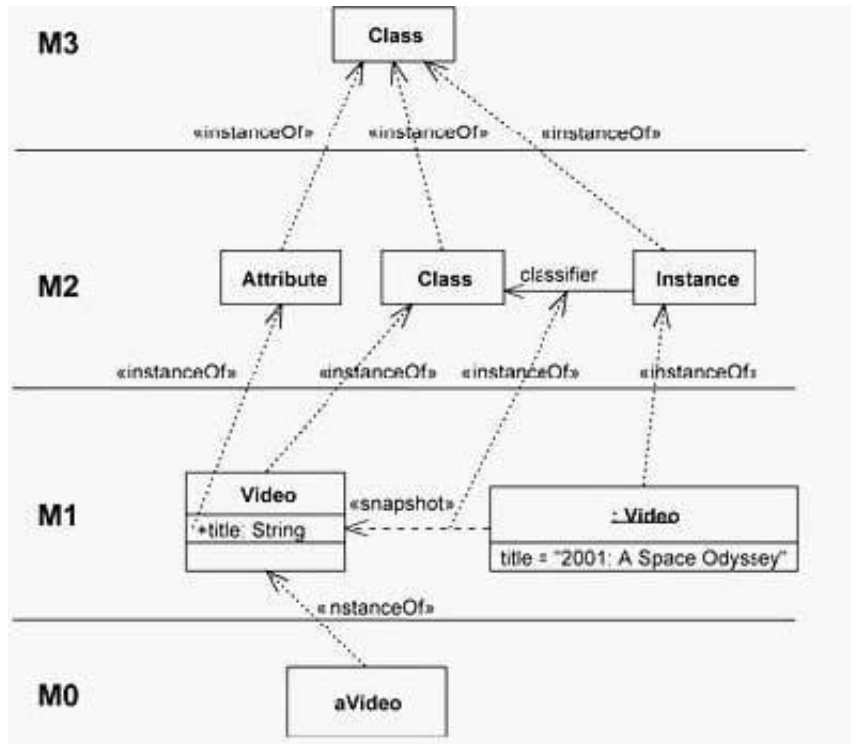 M3
Class
«instanceOf» «instanceOf» «instanceOf»
M2
Attribute
Class
classifier
Instance
«instanceOf» «instanceOf» «instanceOf» «instanceOf»
M1
Video
+title: String
«snapshot»
: Video
title = "2001: A Space Odyssey"
«nstanceOf»
M0
aVideo